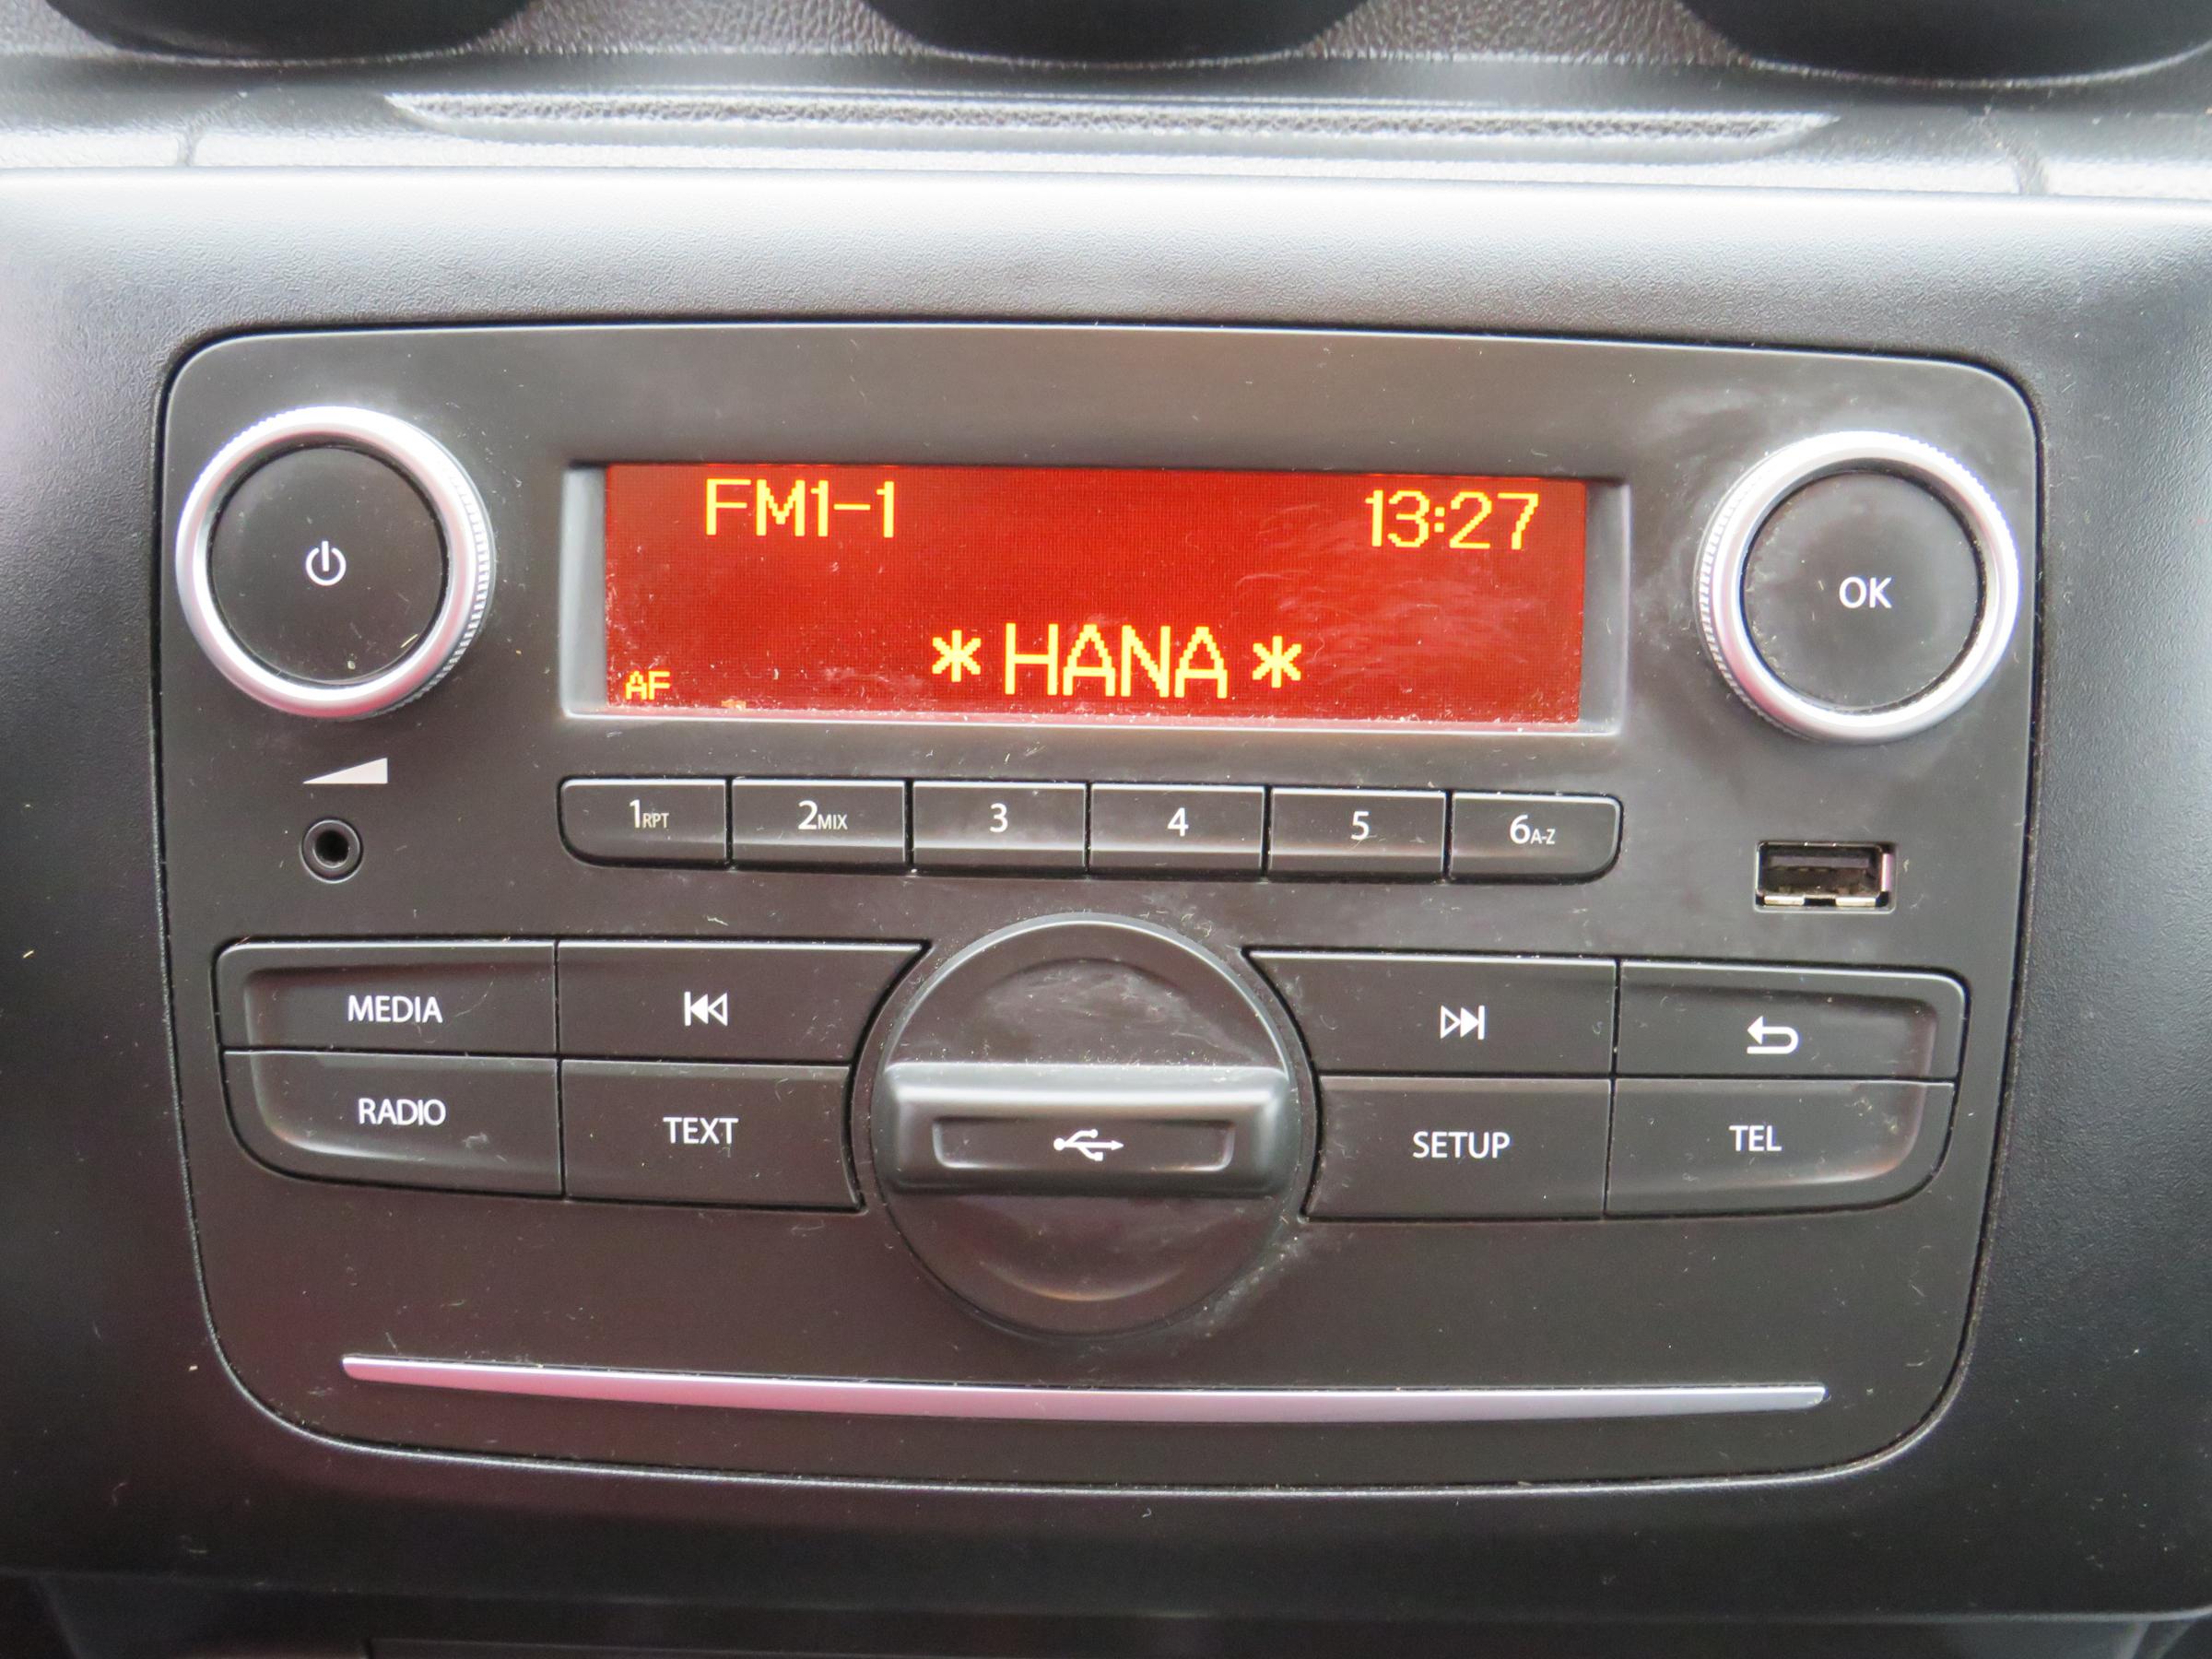 FM1-1 13:27
AF *HANA*
OK
1RPT 2MIX 3 4 5 6A-Z
MEDIA
RADIO TEXT SETUP TEL